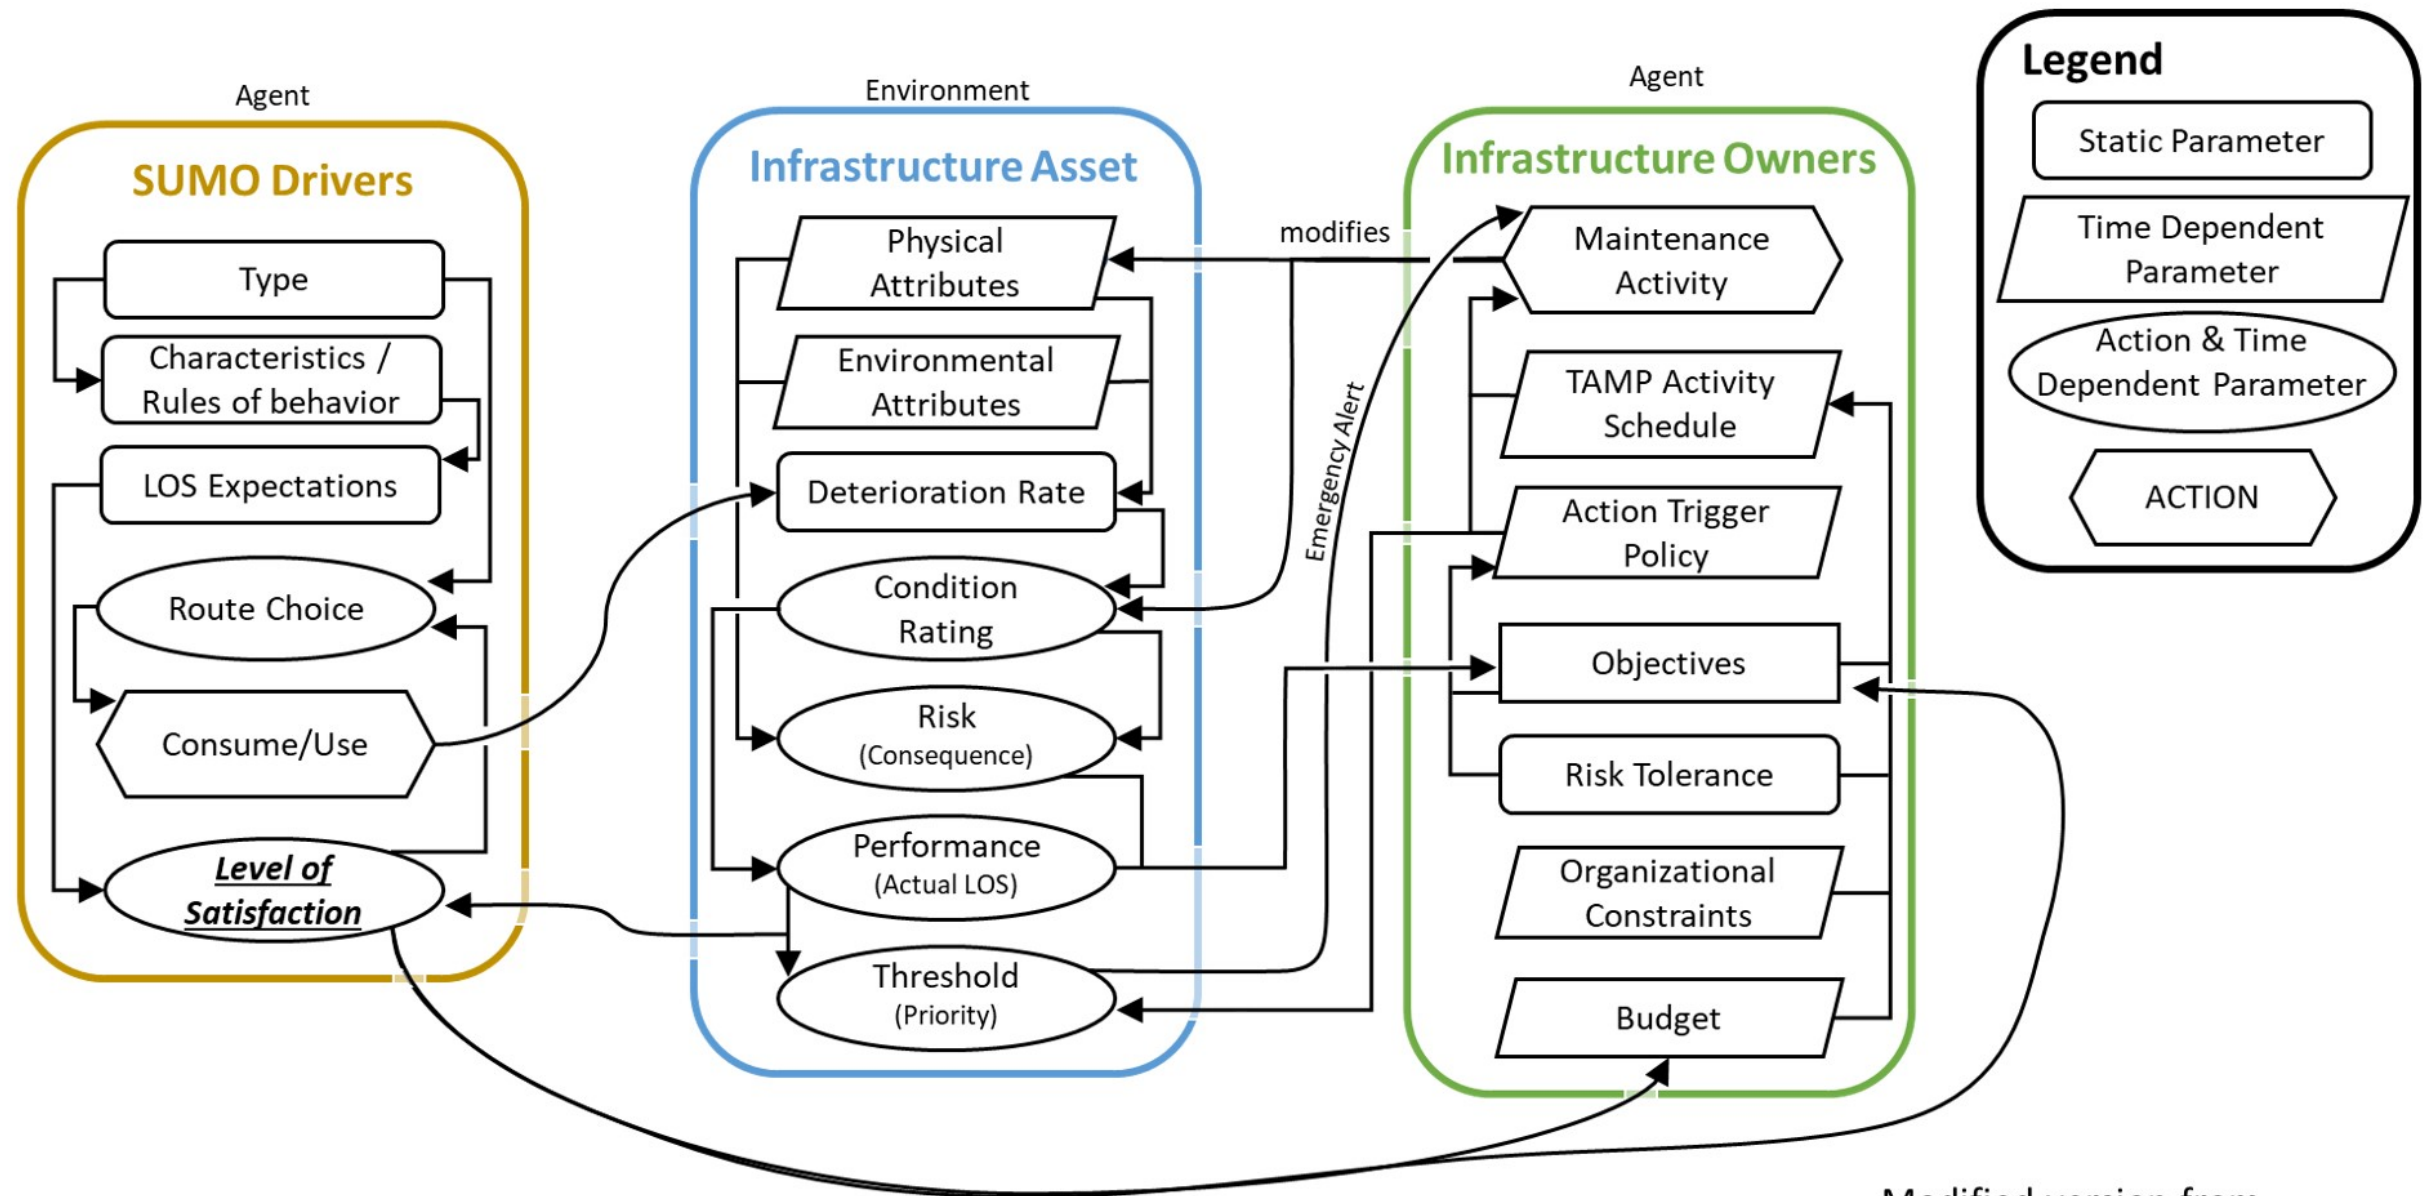 Agent
SUMO Drivers
Type
Characteristics /
Rules of behavior
LOS Expectations
Route Choice
Consume/Use
Level of
Satisfaction
Environment
Infrastructure Asset
Physical
Attributes
Environmental
Attributes
Deterioration Rate
Condition
Rating
Risk
(Consequence)
Performance
(Actual LOS)
Threshold
(Priority)
modifies
Emergency Alert
Agent
Infrastructure Owners
Maintenance
Activity
TAMP Activity
Schedule
Action Trigger
Policy
Objectives
Risk Tolerance
Organizational
Constraints
Budget
Legend
Static Parameter
Time Dependent
Parameter
Action & Time
Dependent Parameter
ACTION
Modified version from